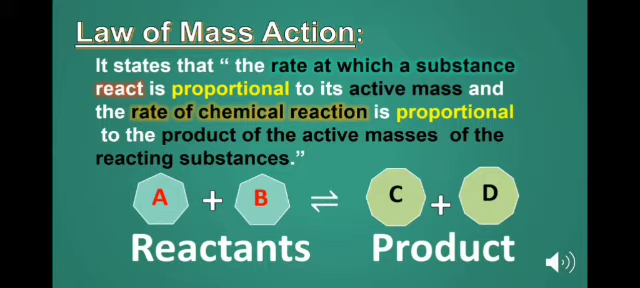 Law of Mass Action:
It states that “ the rate at which a substance
react is proportional to its active mass and
the rate of chemical reaction is proportional
to the product of the active masses of the
reacting substances.”
A + B ⇌ C + D
Reactants Product